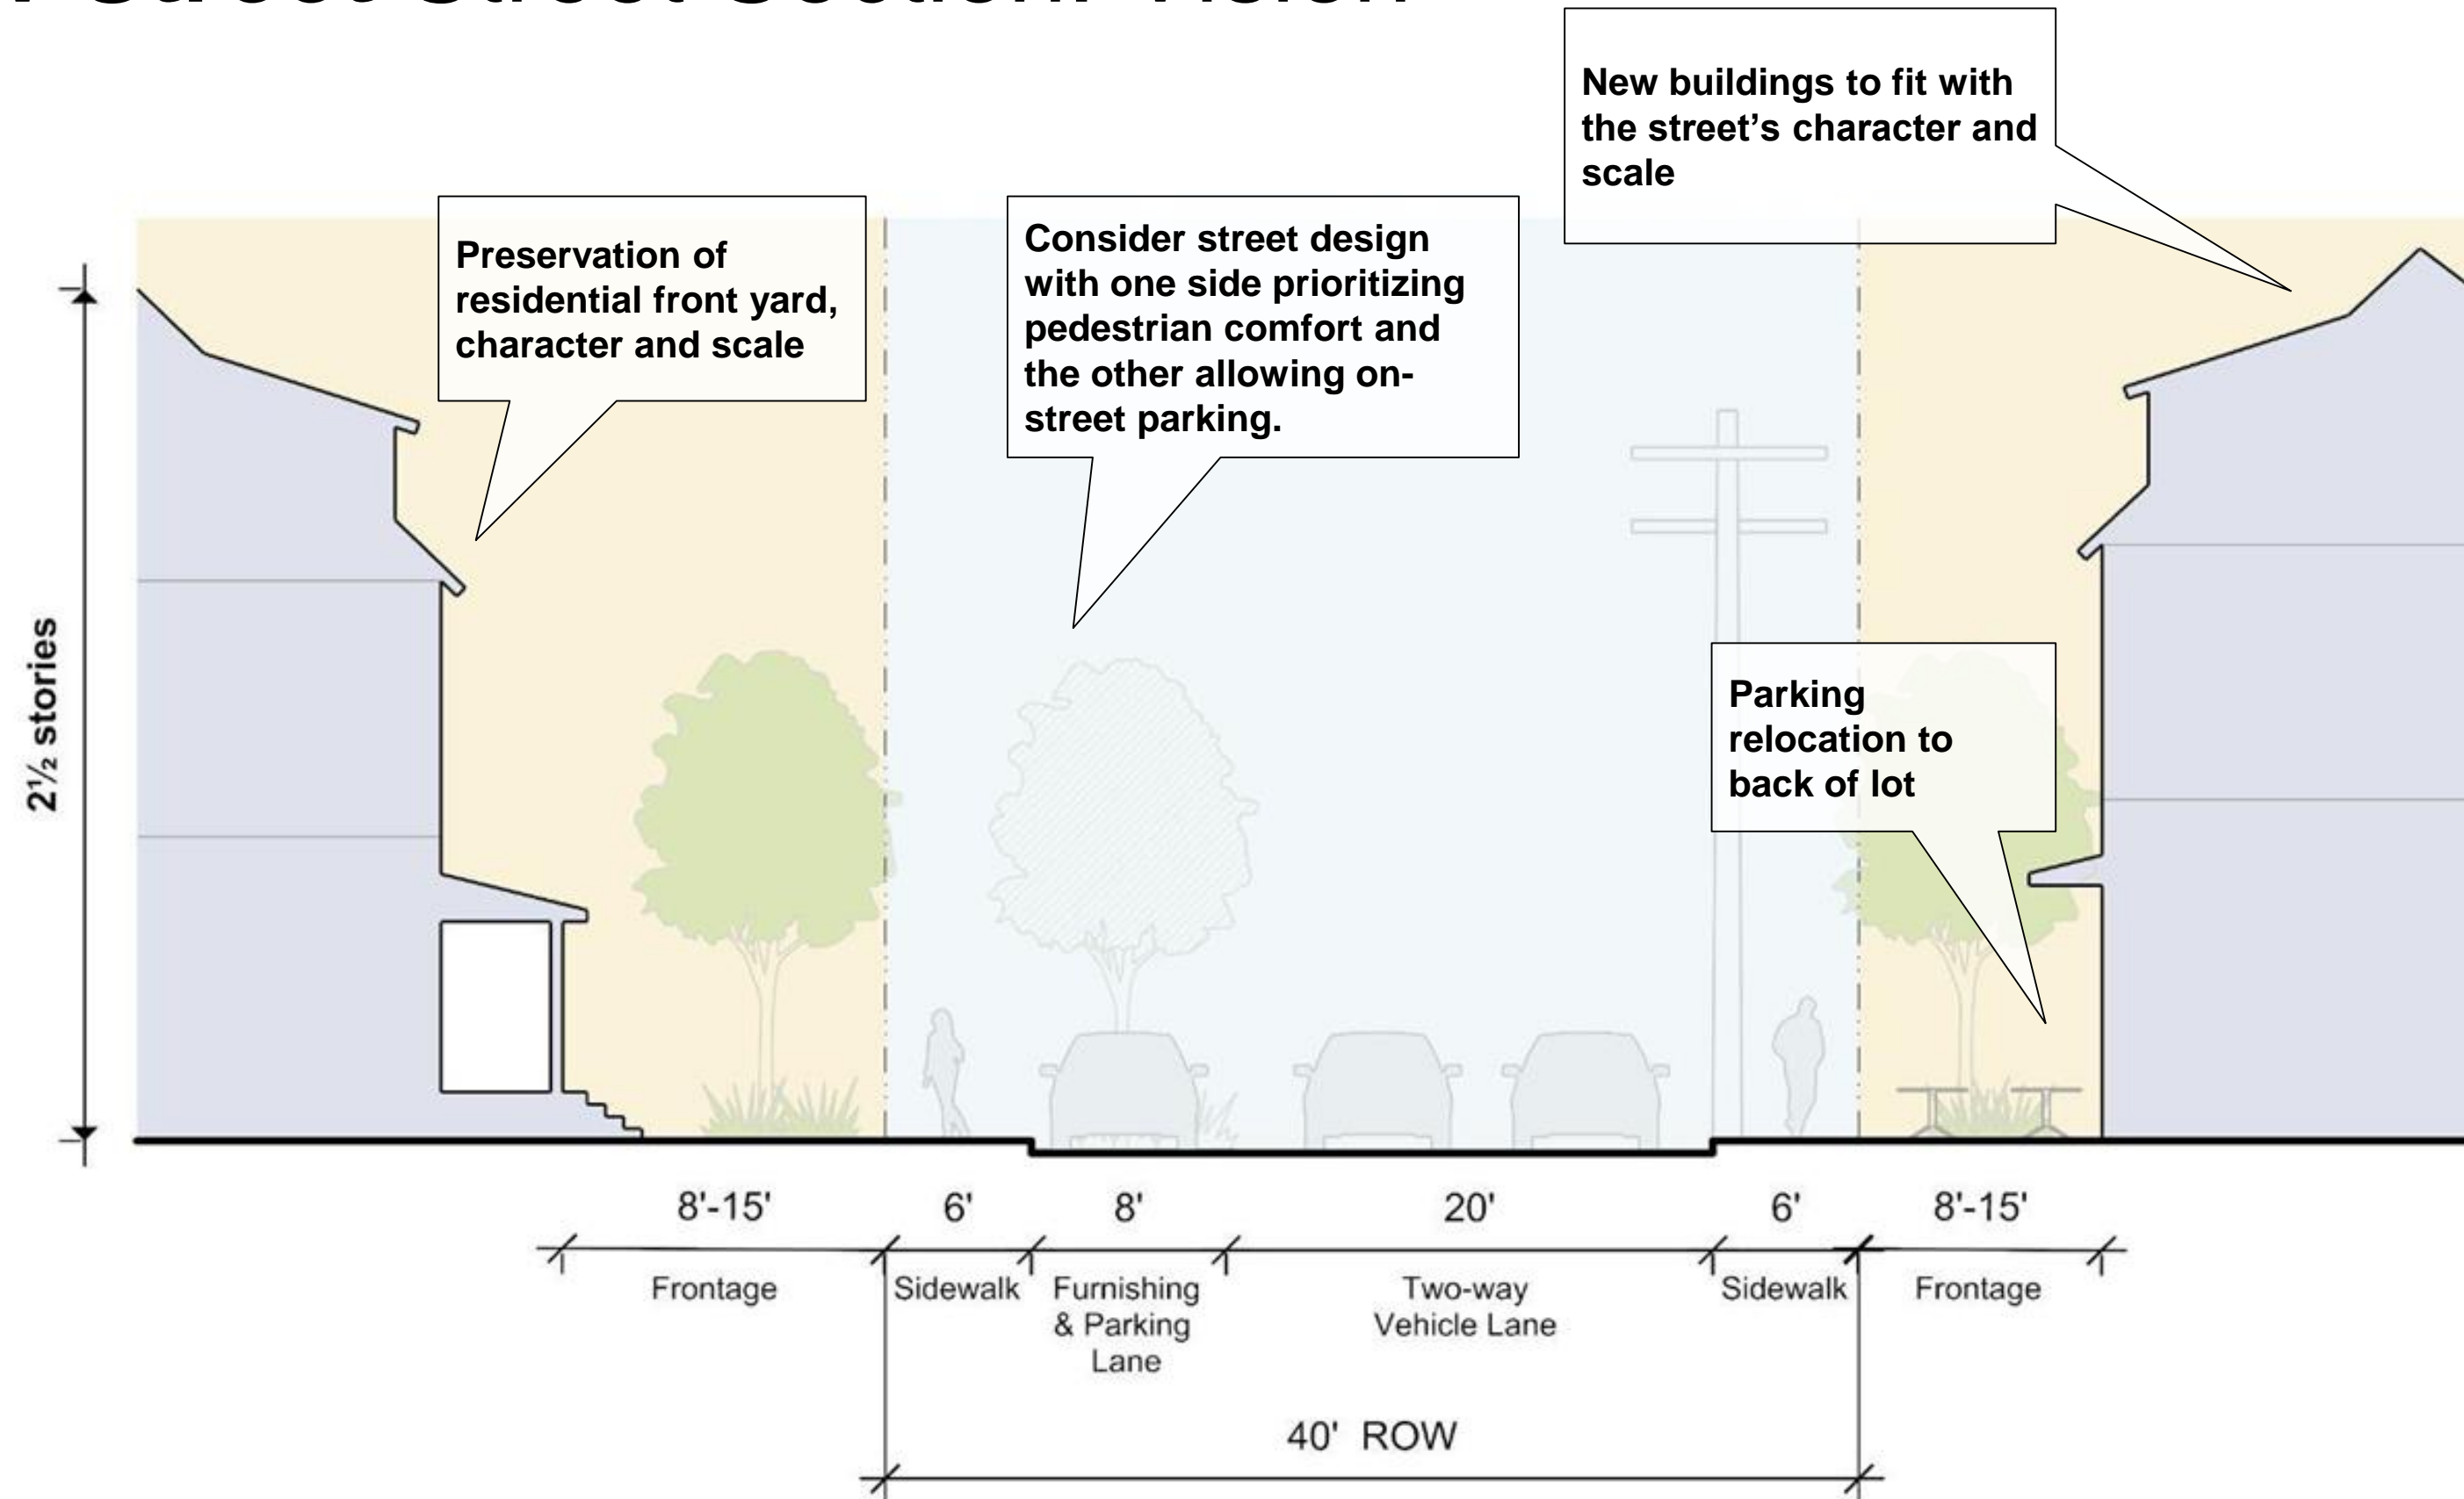 New buildings to fit with
the street’s character and
scale
Preservation of
residential front yard,
character and scale
Consider street design
with one side prioritizing
pedestrian comfort and
the other allowing on-
street parking.
Parking
relocation to
back of lot
2½ stories
8'-15' 6' 8' 20' 6' 8'-15'
Frontage Sidewalk Furnishing Two-way Sidewalk Frontage
& Parking Vehicle Lane
Lane
40' ROW